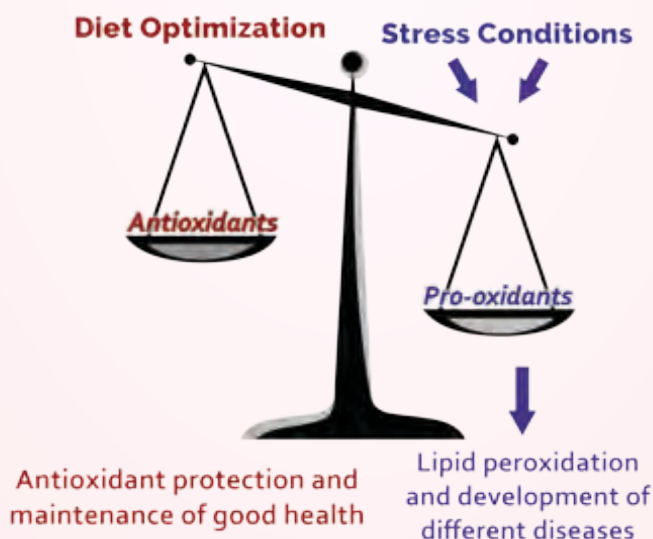 Diet Optimization
Stress Conditions
Antioxidants
Pro-oxidants
Antioxidant protection and
maintenance of good health
Lipid peroxidation
and development of
different diseases